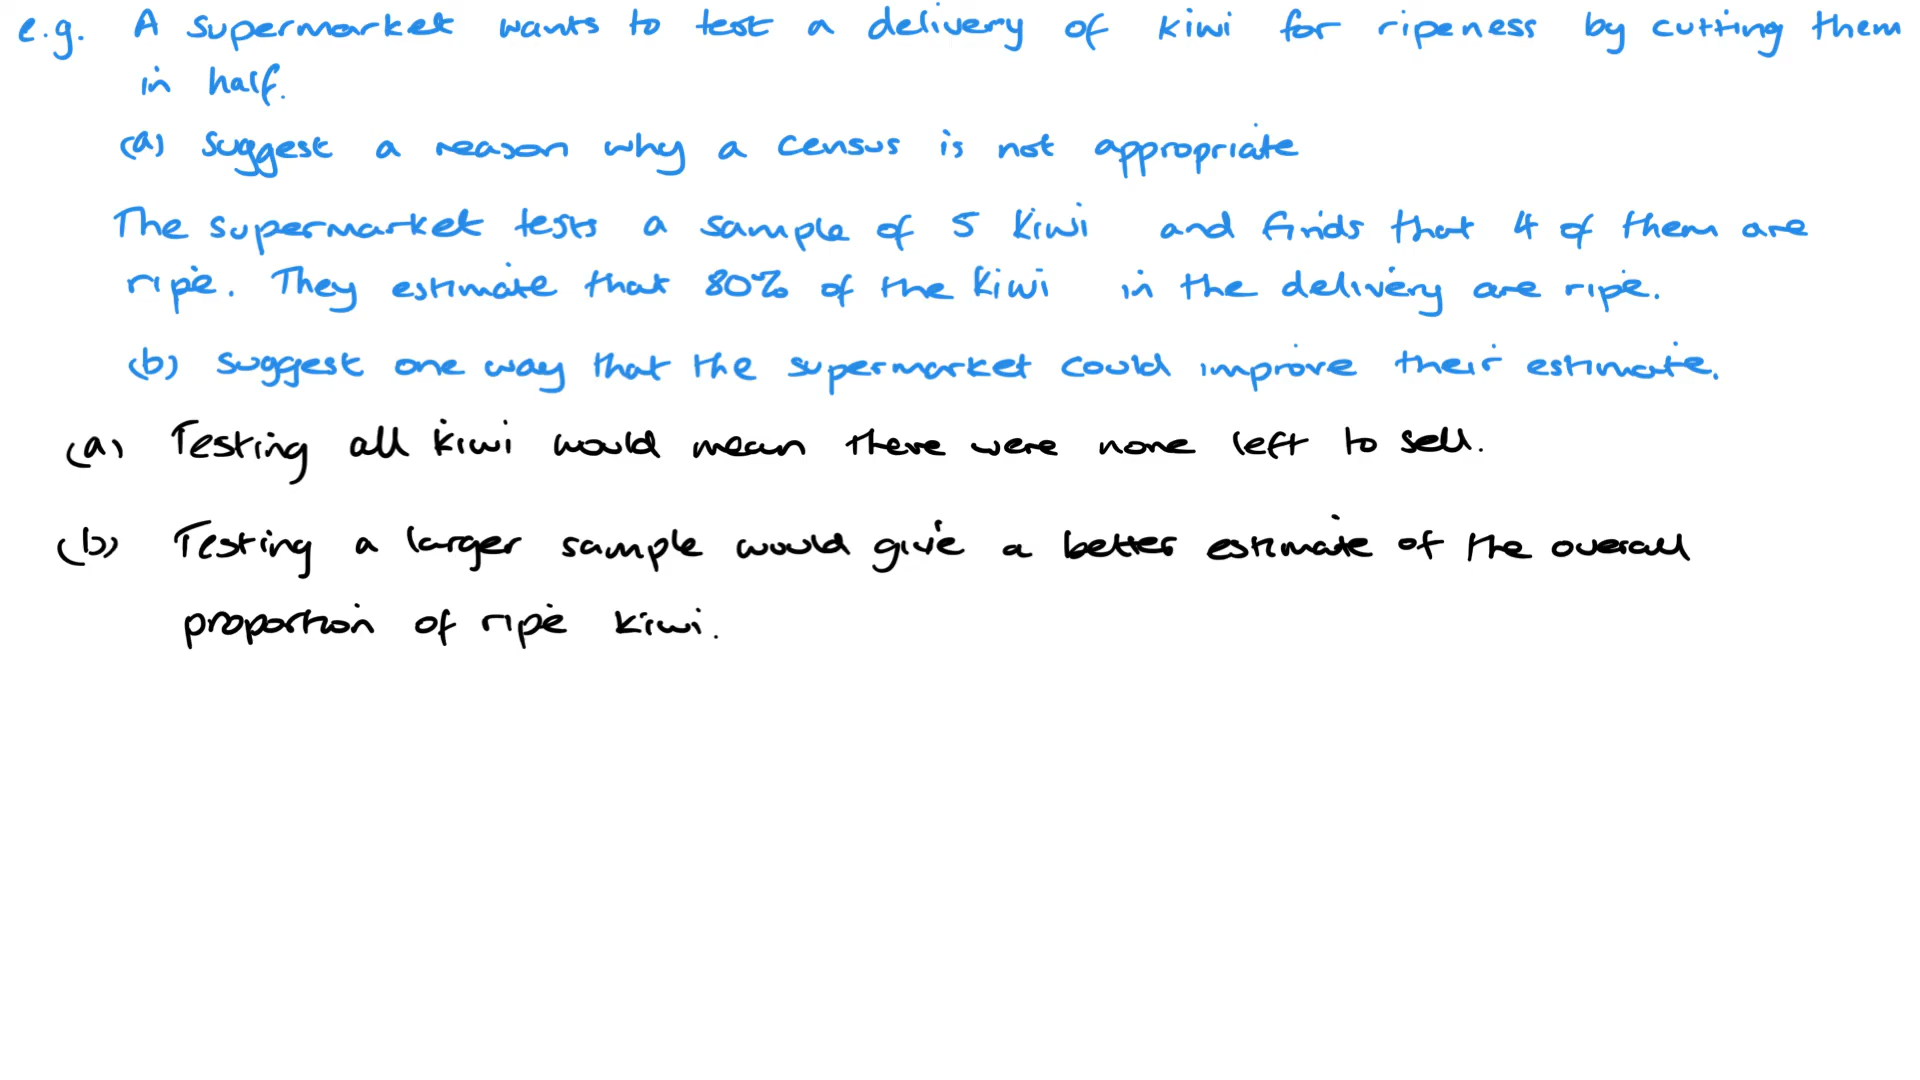 e.g. A supermarket wants to test a delivery of kiwi for ripeness by cutting them
in half.
(a) Suggest a reason why a census is not appropriate
The supermarket tests a sample of 5 kiwi and finds that 4 of them are
ripe. They estimate that 80% of the kiwi in the delivery are ripe.
(b) Suggest one way that the supermarket could improve their estimate.
(a) Testing all kiwi would mean there were none left to sell.
(b) Testing a larger sample would give a better estimate of the overall
proportion of ripe kiwi.